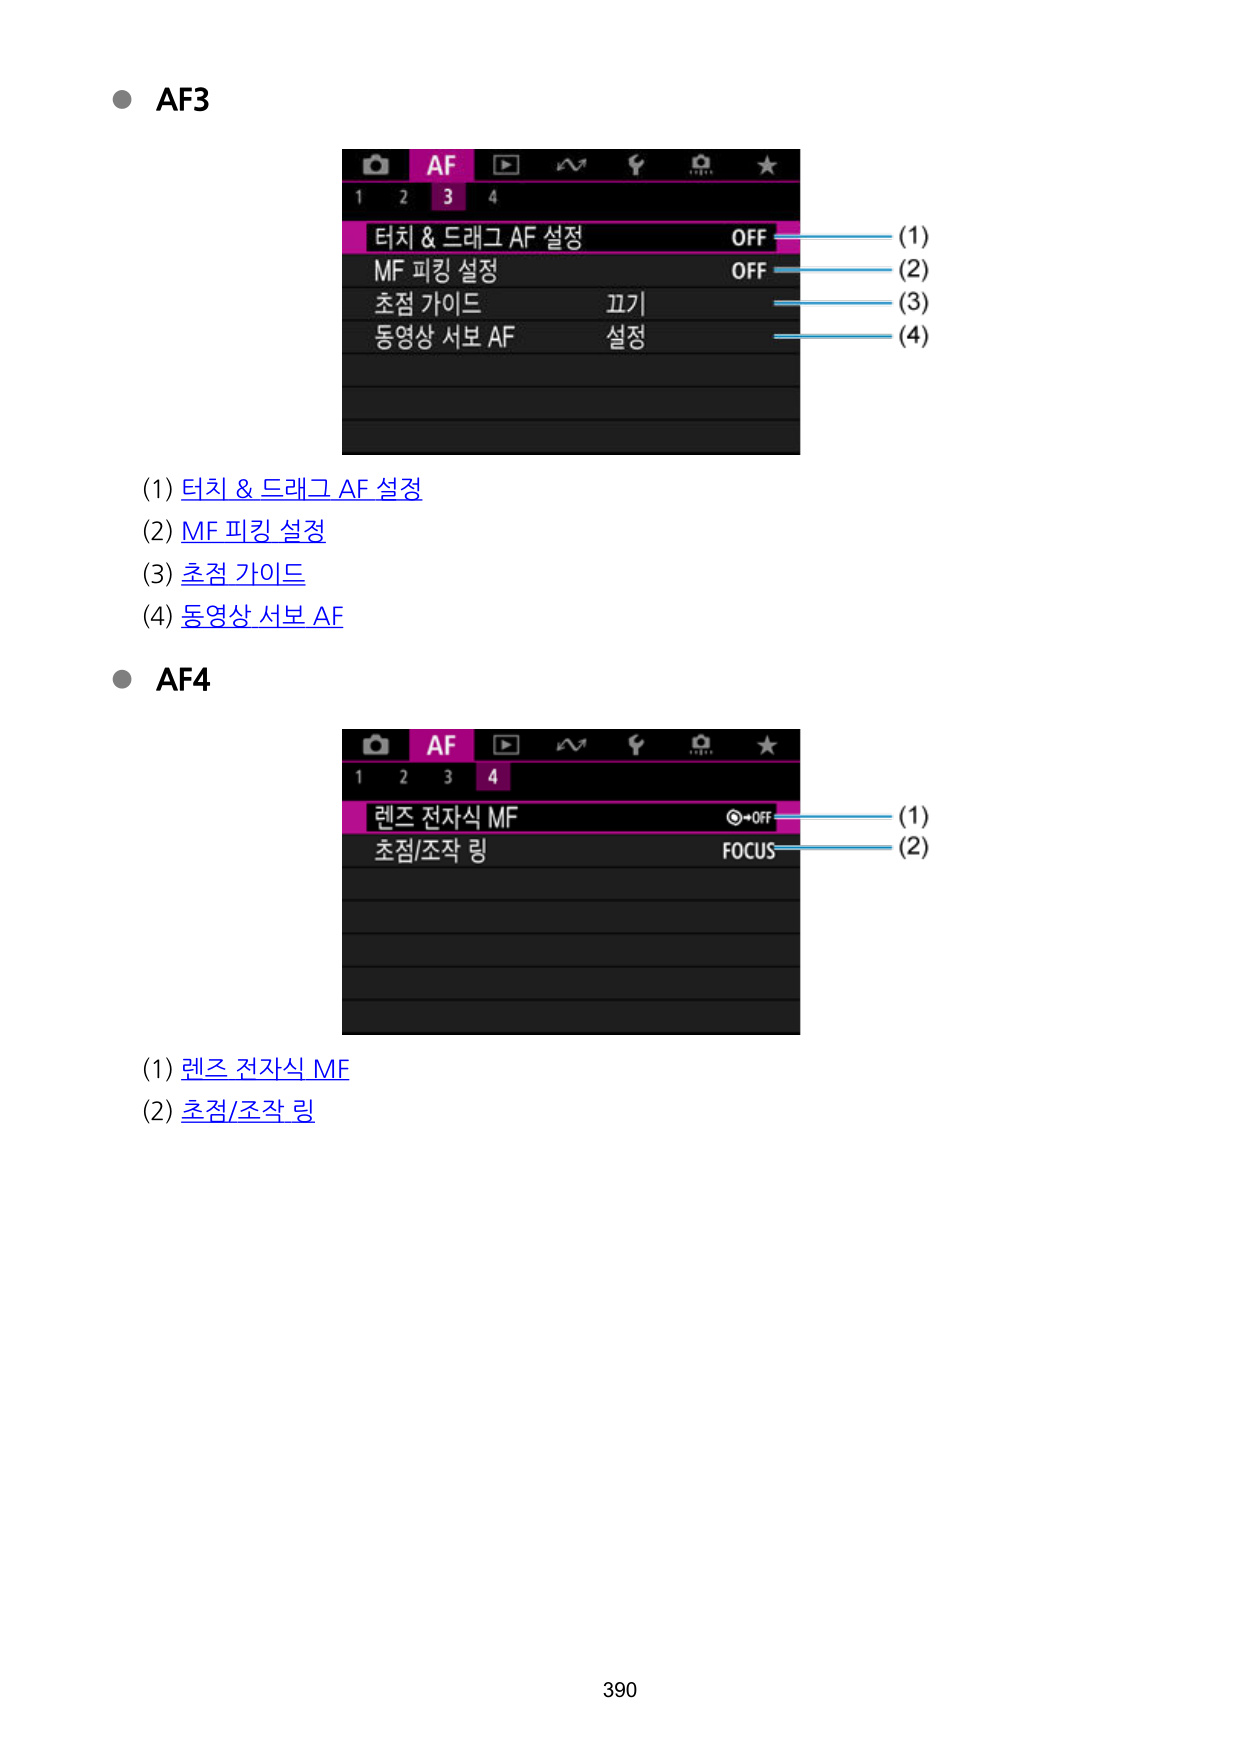 AF3
AF
1 2 3 4
터치 & 드래그 AF 설정 OFF (1)
MF 피킹 설정 OFF (2)
초점 가이드 끄기 (3)
동영상 서보 AF 설정 (4)
(1) 터치 & 드래그 AF 설정
(2) MF 피킹 설정
(3) 초점 가이드
(4) 동영상 서보 AF
AF4
AF
1 2 3 4
렌즈 전자식 MF OFF (1)
초점/조작 링 FOCUS (2)
(1) 렌즈 전자식 MF
(2) 초점/조작 링
390